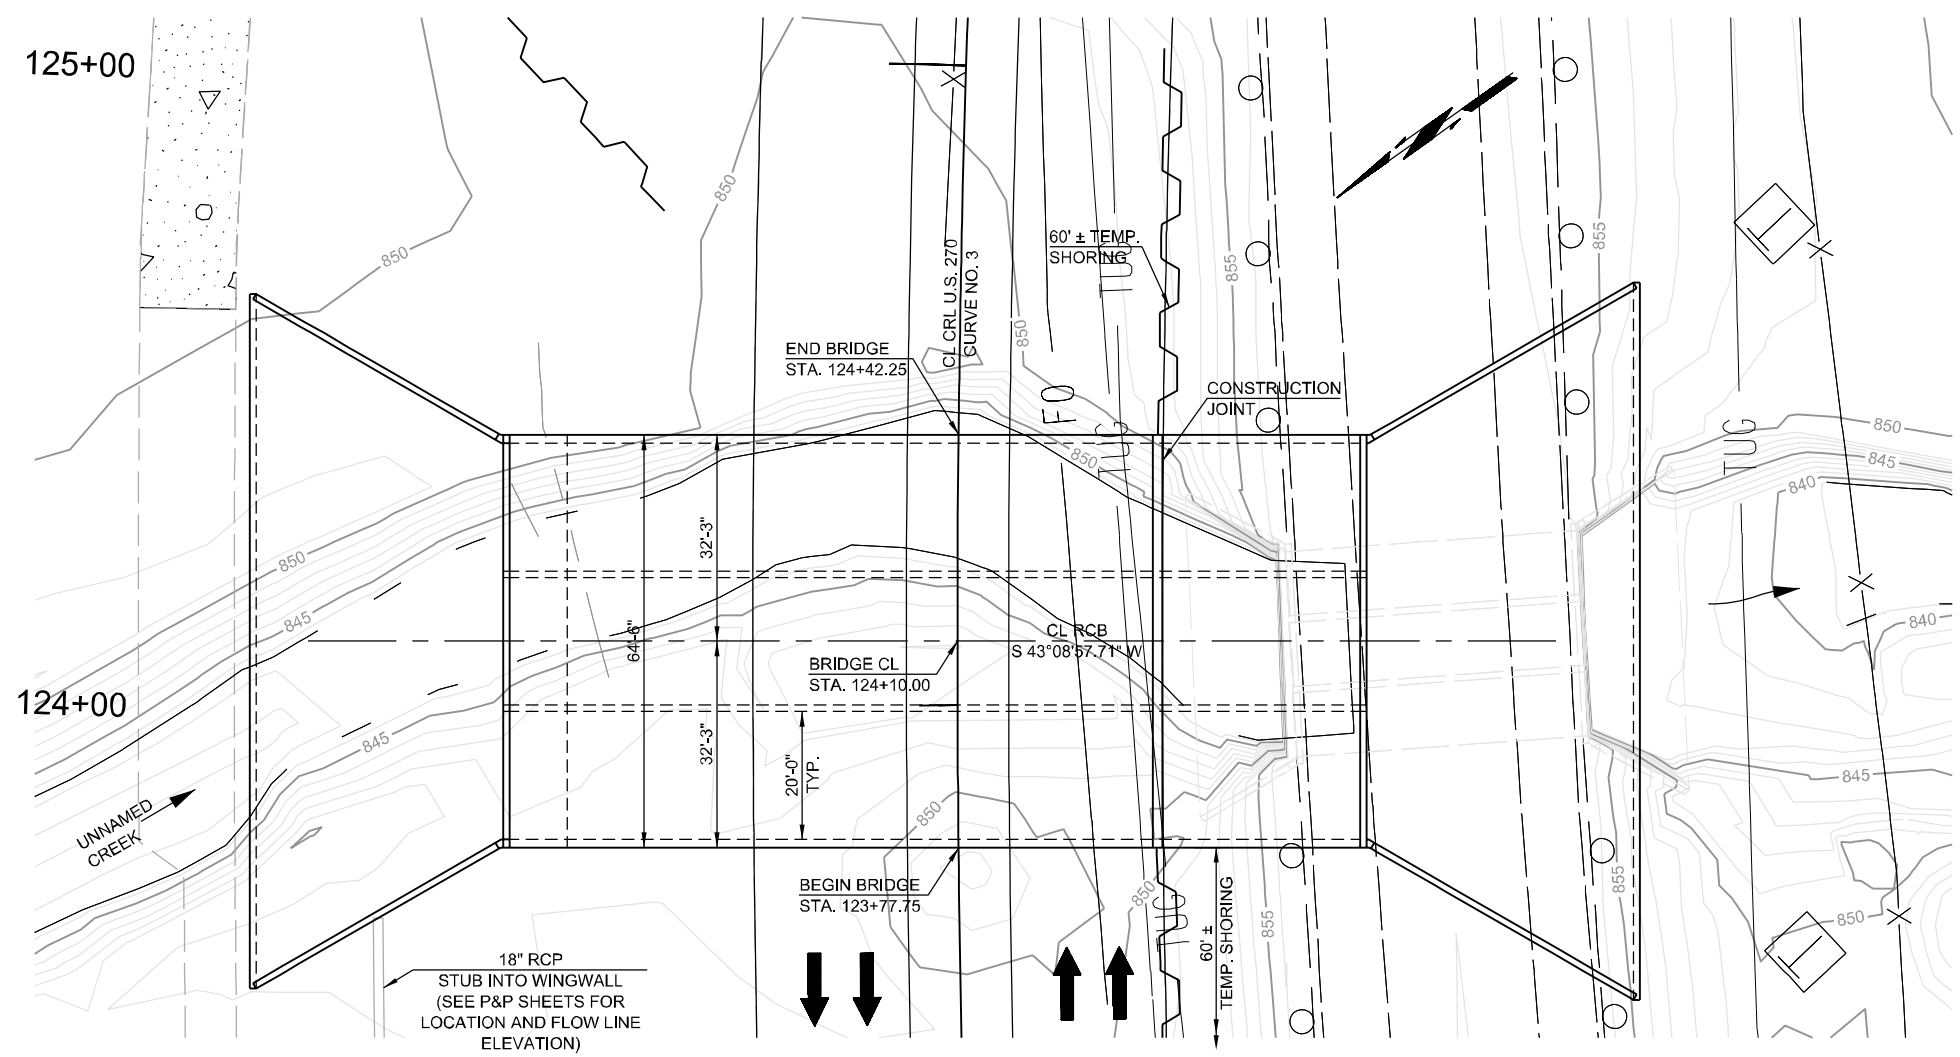 125+00
850
850
60' ± TEMP.
SHORING
TUG
855
855
CL CRL U.S. 270
CURVE NO. 3
END BRIDGE
STA. 124+42.25
850
FO
TUG
CONSTRUCTION
JOINT
TUG
850
845
840
850
32'-3"
850
845
64'-6"
CL RCB
S 43°08'57.71" W
840
BRIDGE CL
STA. 124+10.00
124+00
845
32'-3"
20'-0"
TYP.
845
UNNAMED
CREEK
850
BEGIN BRIDGE
STA. 123+77.75
850
TUG
60' ±
TEMP. SHORING
855
855
850
18" RCP
STUB INTO WINGWALL
(SEE P&P SHEETS FOR
LOCATION AND FLOW LINE
ELEVATION)